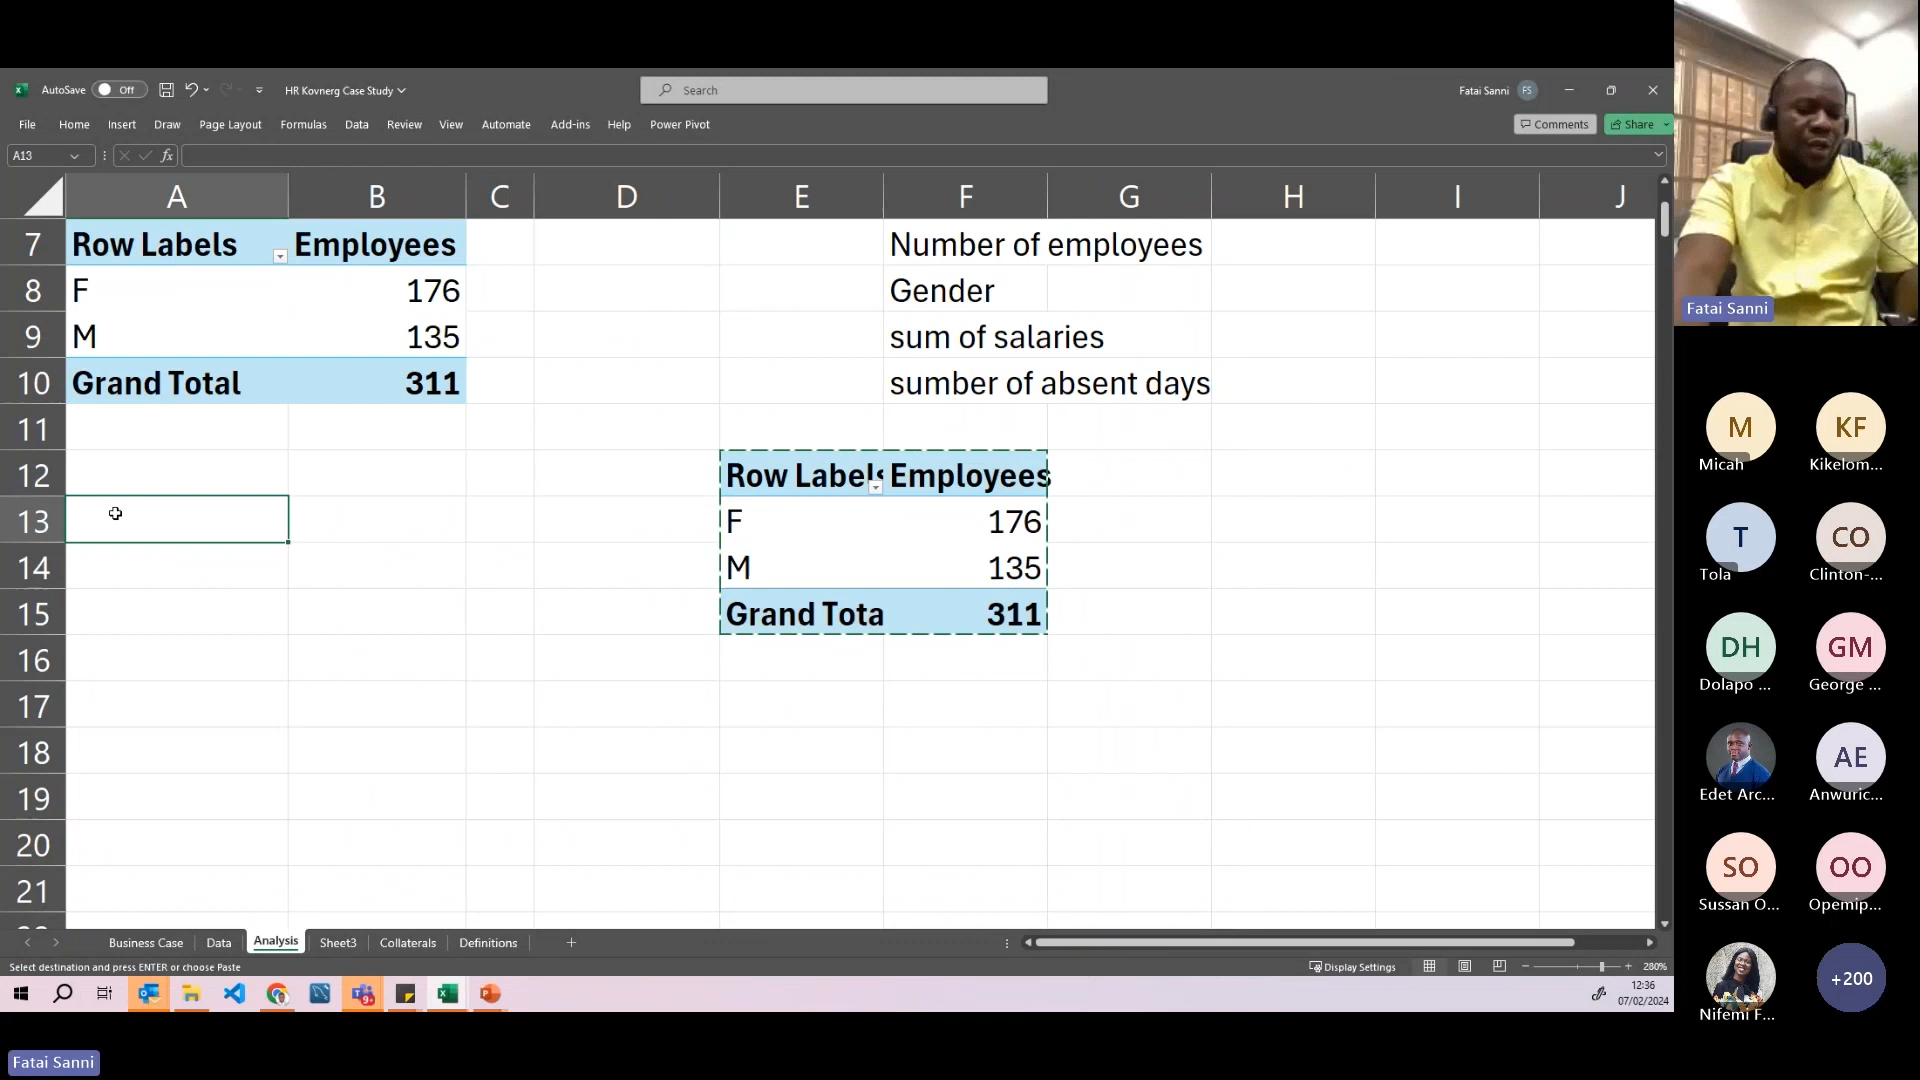 AutoSave Off HR Kovnerg Case Study Search Fatai Sanni FS
File Home Insert Draw Page Layout Formulas Data Review View Automate Add-ins Help Power Pivot Comments Share
A13 fx
A B C D E F G H I J
7 Row Labels Employees Number of employees
8 F 176 Gender
9 M 135 sum of salaries
10 Grand Total 311 sumber of absent days
11
12 Row Labels Employees
13 F 176
14 M 135
15 Grand Tota 311
16
17
18
19
20
21
Business Case Data Analysis Sheet3 Collaterals Definitions
Select destination and press ENTER or choose Paste Display Settings 280%
12:36
07/02/2024
Fatai Sanni
Fatai Sanni
M KF
Micah Kikelom...
T CO
Tola Clinton-...
DH GM
Dolapo ... George ...
AE
Edet Arc... Anwuric...
SO OO
Sussan O... Opemip...
+200
Nifemi F...